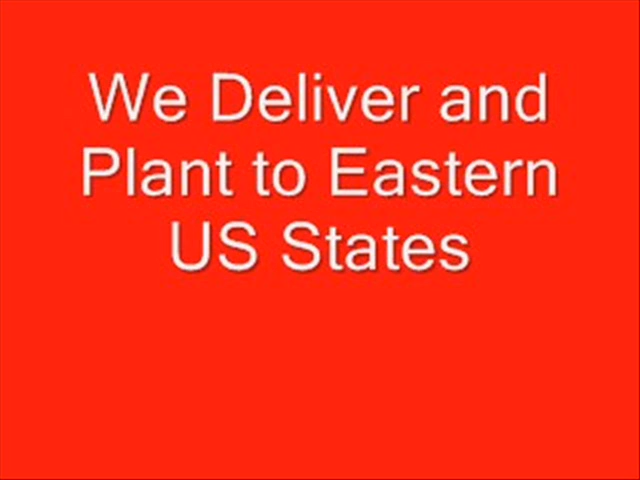 We Deliver and
Plant to Eastern
US States